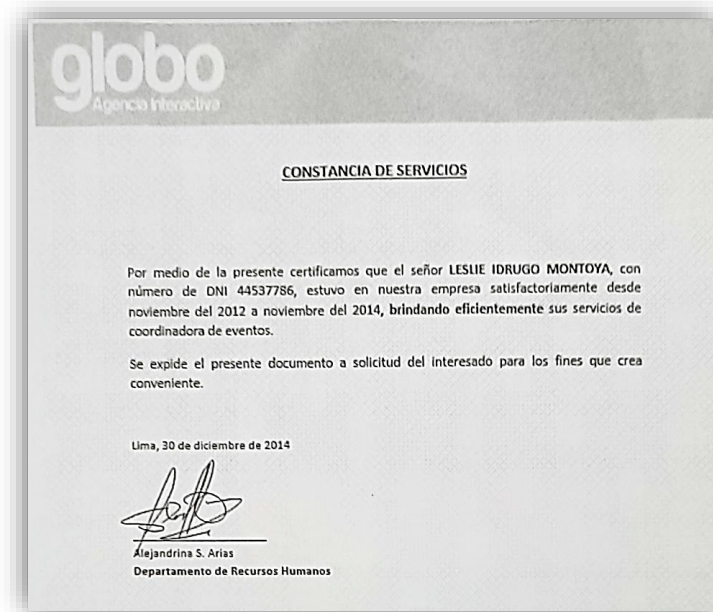 globo
Agencia Interactiva
CONSTANCIA DE SERVICIOS
Por medio de la presente certificamos que el señor LESLIE IDRUGO MONTOYA, con
número de DNI 44537786, estuvo en nuestra empresa satisfactoriamente desde
noviembre del 2012 a noviembre del 2014, brindando eficientemente sus servicios de
coordinadora de eventos.
Se expide el presente documento a solicitud del interesado para los fines que crea
conveniente.
Lima, 30 de diciembre de 2014
Alejandrina S. Arias
Departamento de Recursos Humanos